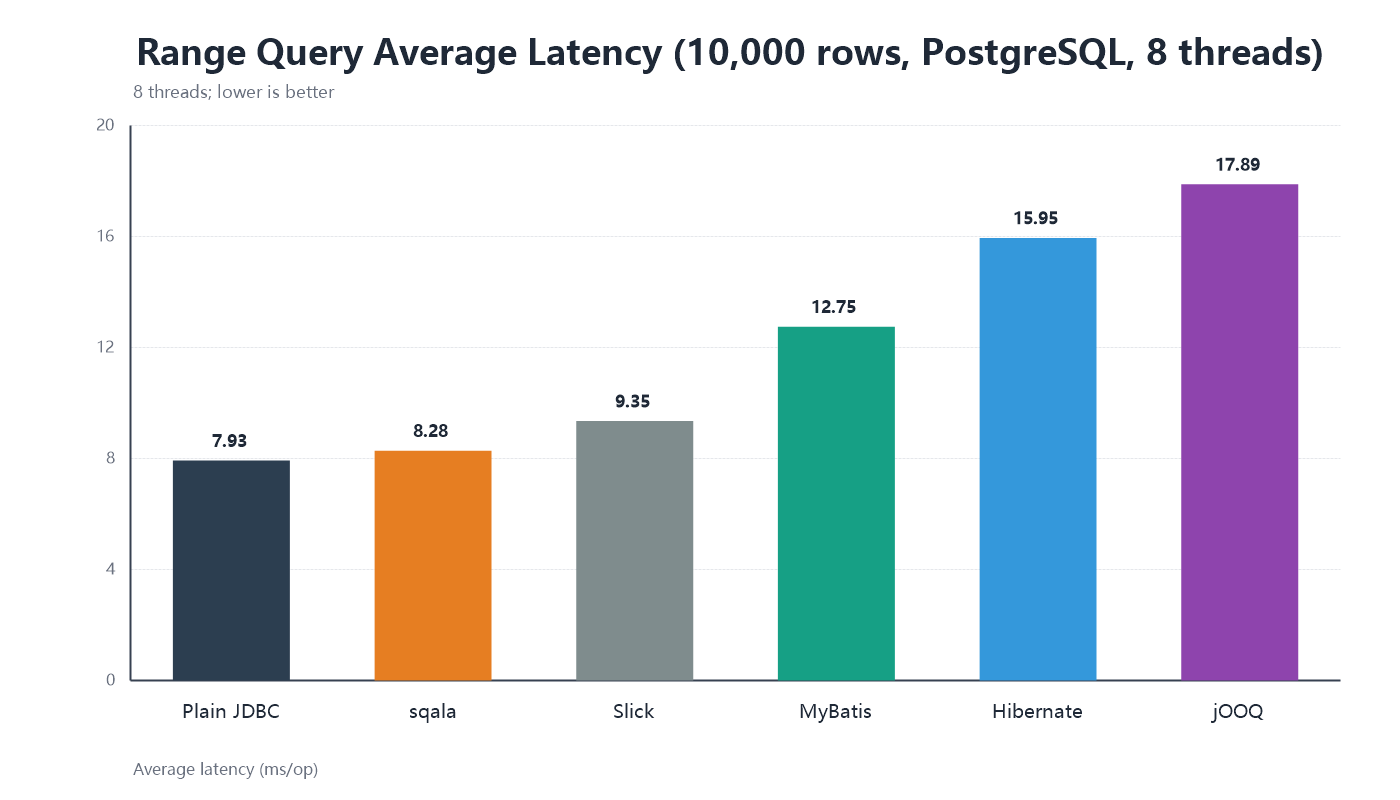 Range Query Average Latency (10,000 rows, PostgreSQL, 8 threads)
8 threads; lower is better
20
16
12
8
4
0
7.93
8.28
9.35
12.75
15.95
17.89
Plain JDBC
sqala
Slick
MyBatis
Hibernate
jOOQ
Average latency (ms/op)